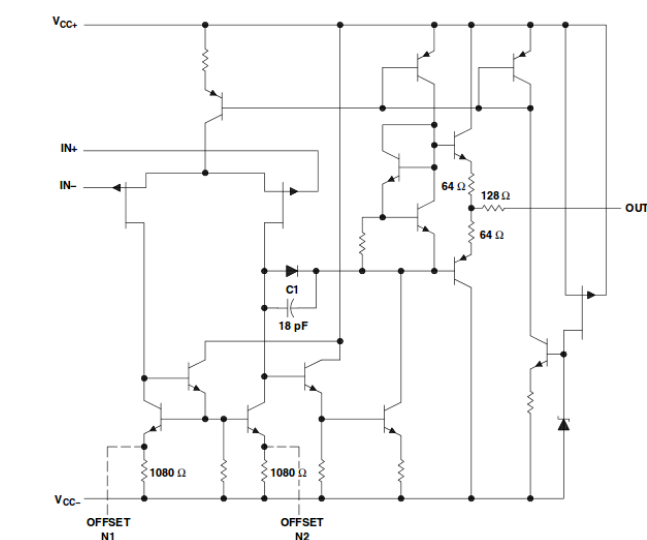 VCC+
IN+
IN−
64 Ω
128 Ω
OUT
64 Ω
C1
18 pF
1080 Ω
1080 Ω
VCC−
OFFSET
N1
OFFSET
N2